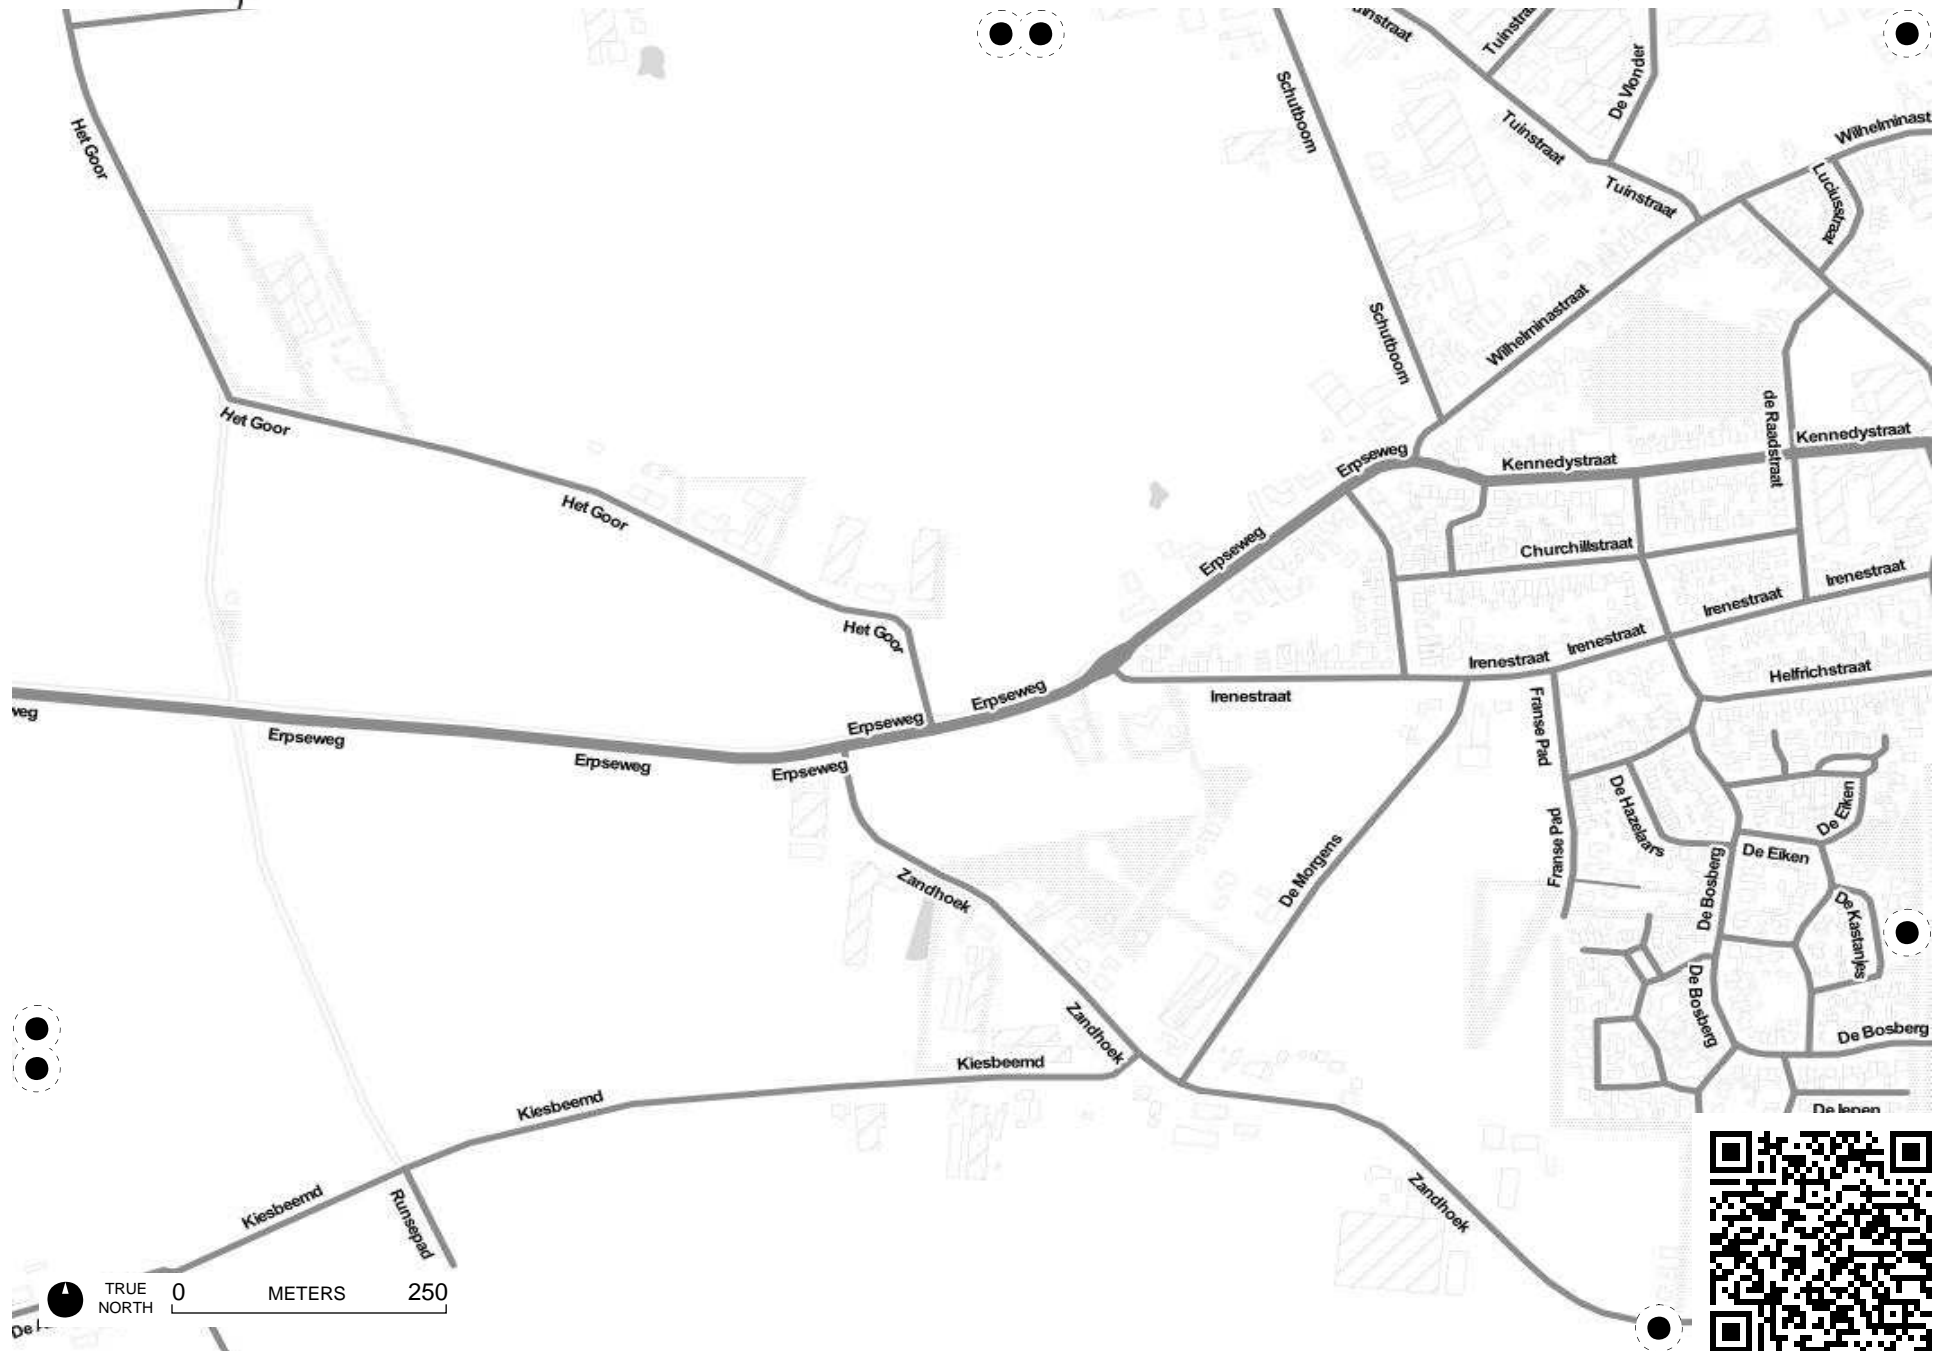 Tuinstraat
De Vlonder
Schutboom
Het Goor
Tuinstraat
Wilhelminast
Tuinstraat
Luciusstraat
Wilhelminastraat
Schutboom
Het Goor
de Raadstraat
Kennedystraat
Erpseweg
Kennedystraat
Het Goor
Erpseweg
Churchillstraat
Irenestraat
Irenestraat
Het Goor
Irenestraat
Irenestraat
Helfrichstraat
Erpseweg
Irenestraat
weg
Erpseweg
Erpseweg
Franse Pad
Erpseweg
Erpseweg
De Hazelaars
De Eiken
Franse Pad
De Eiken
De Morgens
De Bosberg
Zandhoek
De Kastanjes
De Bosberg
Zandhoek
De Bosberg
Kiesbeemd
Kiesbeemd
De Iepen
Kiesbeemd
Runsepad
Zandhoek
TRUE
NORTH
0 METERS 250